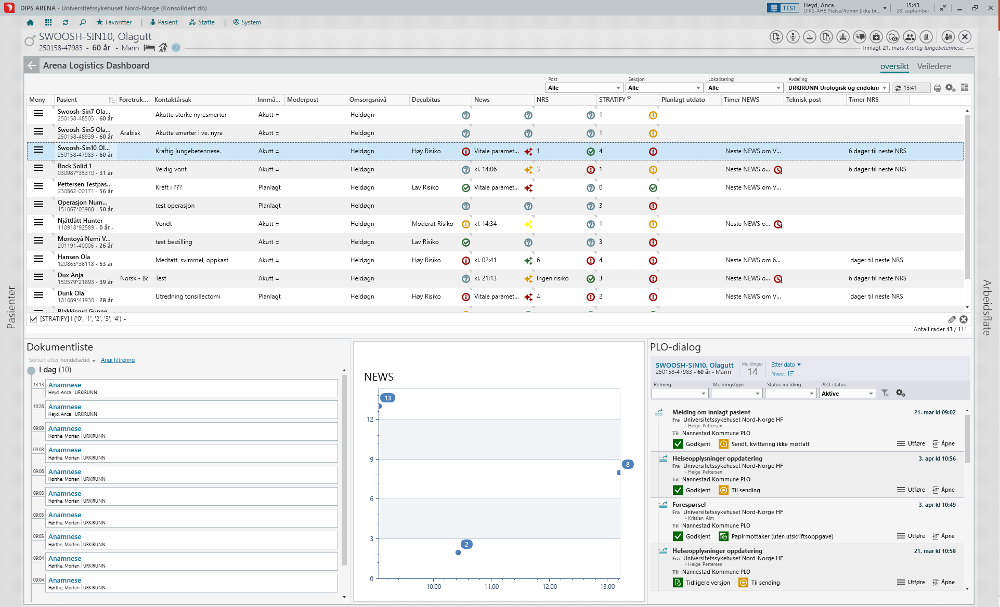 DIPS ARENA - Universitetssykehuset Nord-Norge (Konsolidert db)
TEST
Heyd, Anca
DIPS-AHE Ytelse/Admin (ikke br...
15:43
28. september
Favoritter
Pasient
Støtte
System
SWOOSH-SIN10, Olagutt
250158-47983 - 60 år - Mann
Innlagt 21. mars Kraftig lungebetennese.
Arena Logistics Dashboard
oversikt Veiledere
Post Seksjon Lokalisering Avdeling
Alle Alle Alle URKIRUNN Urologisk og endokrir 15:41
Meny Pasient Foretruk... Kontaktårsak Innmå... Moderpost Omsorgsnivå Decubitus News NRS STRATIFY Planlagt utdato Timer NEWS Teknisk post Timer NRS
Swoosh-Sin7 Ola...
250158-48505 - 60 år
Akutte sterke nyresmerter Akutt = Heldøgn 1
Swoosh-Sin5 Ola...
250158-48939 - 60 år
Arabisk Akutte smerter i ve. nyre Akutt = Heldøgn 1
Swoosh-Sin10 Ol...
250158-47983 - 60 år
Kraftig lungebetennese. Akutt = Heldøgn Høy Risiko Vitale paramet... 1 4 Neste NEWS om V... 6 dager til neste NRS
Rock Solid 1
030987*35370 - 31 år
Veldig vont Akutt = Heldøgn kl. 14:06 3 1 Neste NEWS o... 6 dager til neste NRS
Pettersen Testpas...
230862-00171 - 56 år
Kreft i ??? Planlagt Heldøgn Lav Risiko Vitale paramet... 0 Neste NEWS om V...
Operasjon Num...
151067*03988 - 50 år
test operasjon Planlagt Heldøgn 3
Njåttlått Hunter
110918*92589 - 0 år -
Vondt Akutt = Heldøgn Moderat Risiko kl. 14:34 1 Neste NEWS o...
Montoyâ Nemi V...
201191-40006 - 26 år
test bestilling Akutt = Heldøgn Lav Risiko 3
Hansen Ola
120865*36118 - 53 år
Medtatt, svimmel, oppkast Akutt = Heldøgn Høy Risiko kl. 02:41 6 4 Neste NEWS om 6... dager til neste NRS
Dux Anja
150579*21893 - 39 år
Norsk - Bc Test Akutt = Heldøgn kl. 21:13 Ingen risiko 3 Neste NEWS o... 6 dager til neste NRS
Dunk Ola
101089*41930 - 28 år
Utredning tonsillectomi Planlagt Heldøgn Høy Risiko Vitale paramet... 4 2 Neste NEWS om V... dager til neste NRS
[STRATIFY] I ('0', '1', '2', '3', '4')
Antall rader 13 / 111
Pasienter
Arbeidsflate
Dokumentliste
Sortert etter hendelsetid Angi filtrering
I dag (10)
13:13 Anamnese
Heyd, Anca URKIRUNN
10:26 Anamnese
Heyd, Anca URKIRUNN
09:08 Anamnese
Hørthe, Morten URKIRUNN
09:08 Anamnese
Hørthe, Morten URKIRUNN
09:06 Anamnese
Hørthe, Morten URKIRUNN
09:05 Anamnese
Hørthe, Morten URKIRUNN
09:05 Anamnese
Hørthe, Morten URKIRUNN
09:05 Anamnese
Hørthe, Morten URKIRUNN
09:04 Anamnese
Hørthe, Morten URKIRUNN
09:04 Anamnese
Hørthe, Morten URKIRUNN
NEWS
13
12
9
8
6
3
2
0
10.00 11.00 12.00 13.00
PLO-dialog
SWOOSH-SIN10, Olagutt
250158-47983 - 60 år - Mann
Meldinger
14
Etter dato
Nyest
Retning Meldingstype Status melding PLO-status
Aktive
Melding om innlagt pasient 21. mar kl 09:02
Fra Universitetssykehuset Nord-Norge HF
Helge Pettersen
Til Nannestad Kommune PLO
Godkjent Sendt, kvittering ikke mottatt Utføre Åpne
Helseopplysninger oppdatering 3. apr kl 10:56
Fra Universitetssykehuset Nord-Norge HF
Helge Pettersen
Til Nannestad Kommune PLO
Godkjent Til sending Utføre Åpne
Forespørsel 3. apr kl 10:49
Fra Universitetssykehuset Nord-Norge HF
Kristian Alm
Til Nannestad Kommune PLO
Godkjent Papirmottaker (uten utskriftsoppgave) Utføre Åpne
Helseopplysninger oppdatering 21. mar kl 10:58
Fra Universitetssykehuset Nord-Norge HF
Helge Pettersen
Til Nannestad Kommune PLO
Tidligere versjon Til sending Utføre Åpne